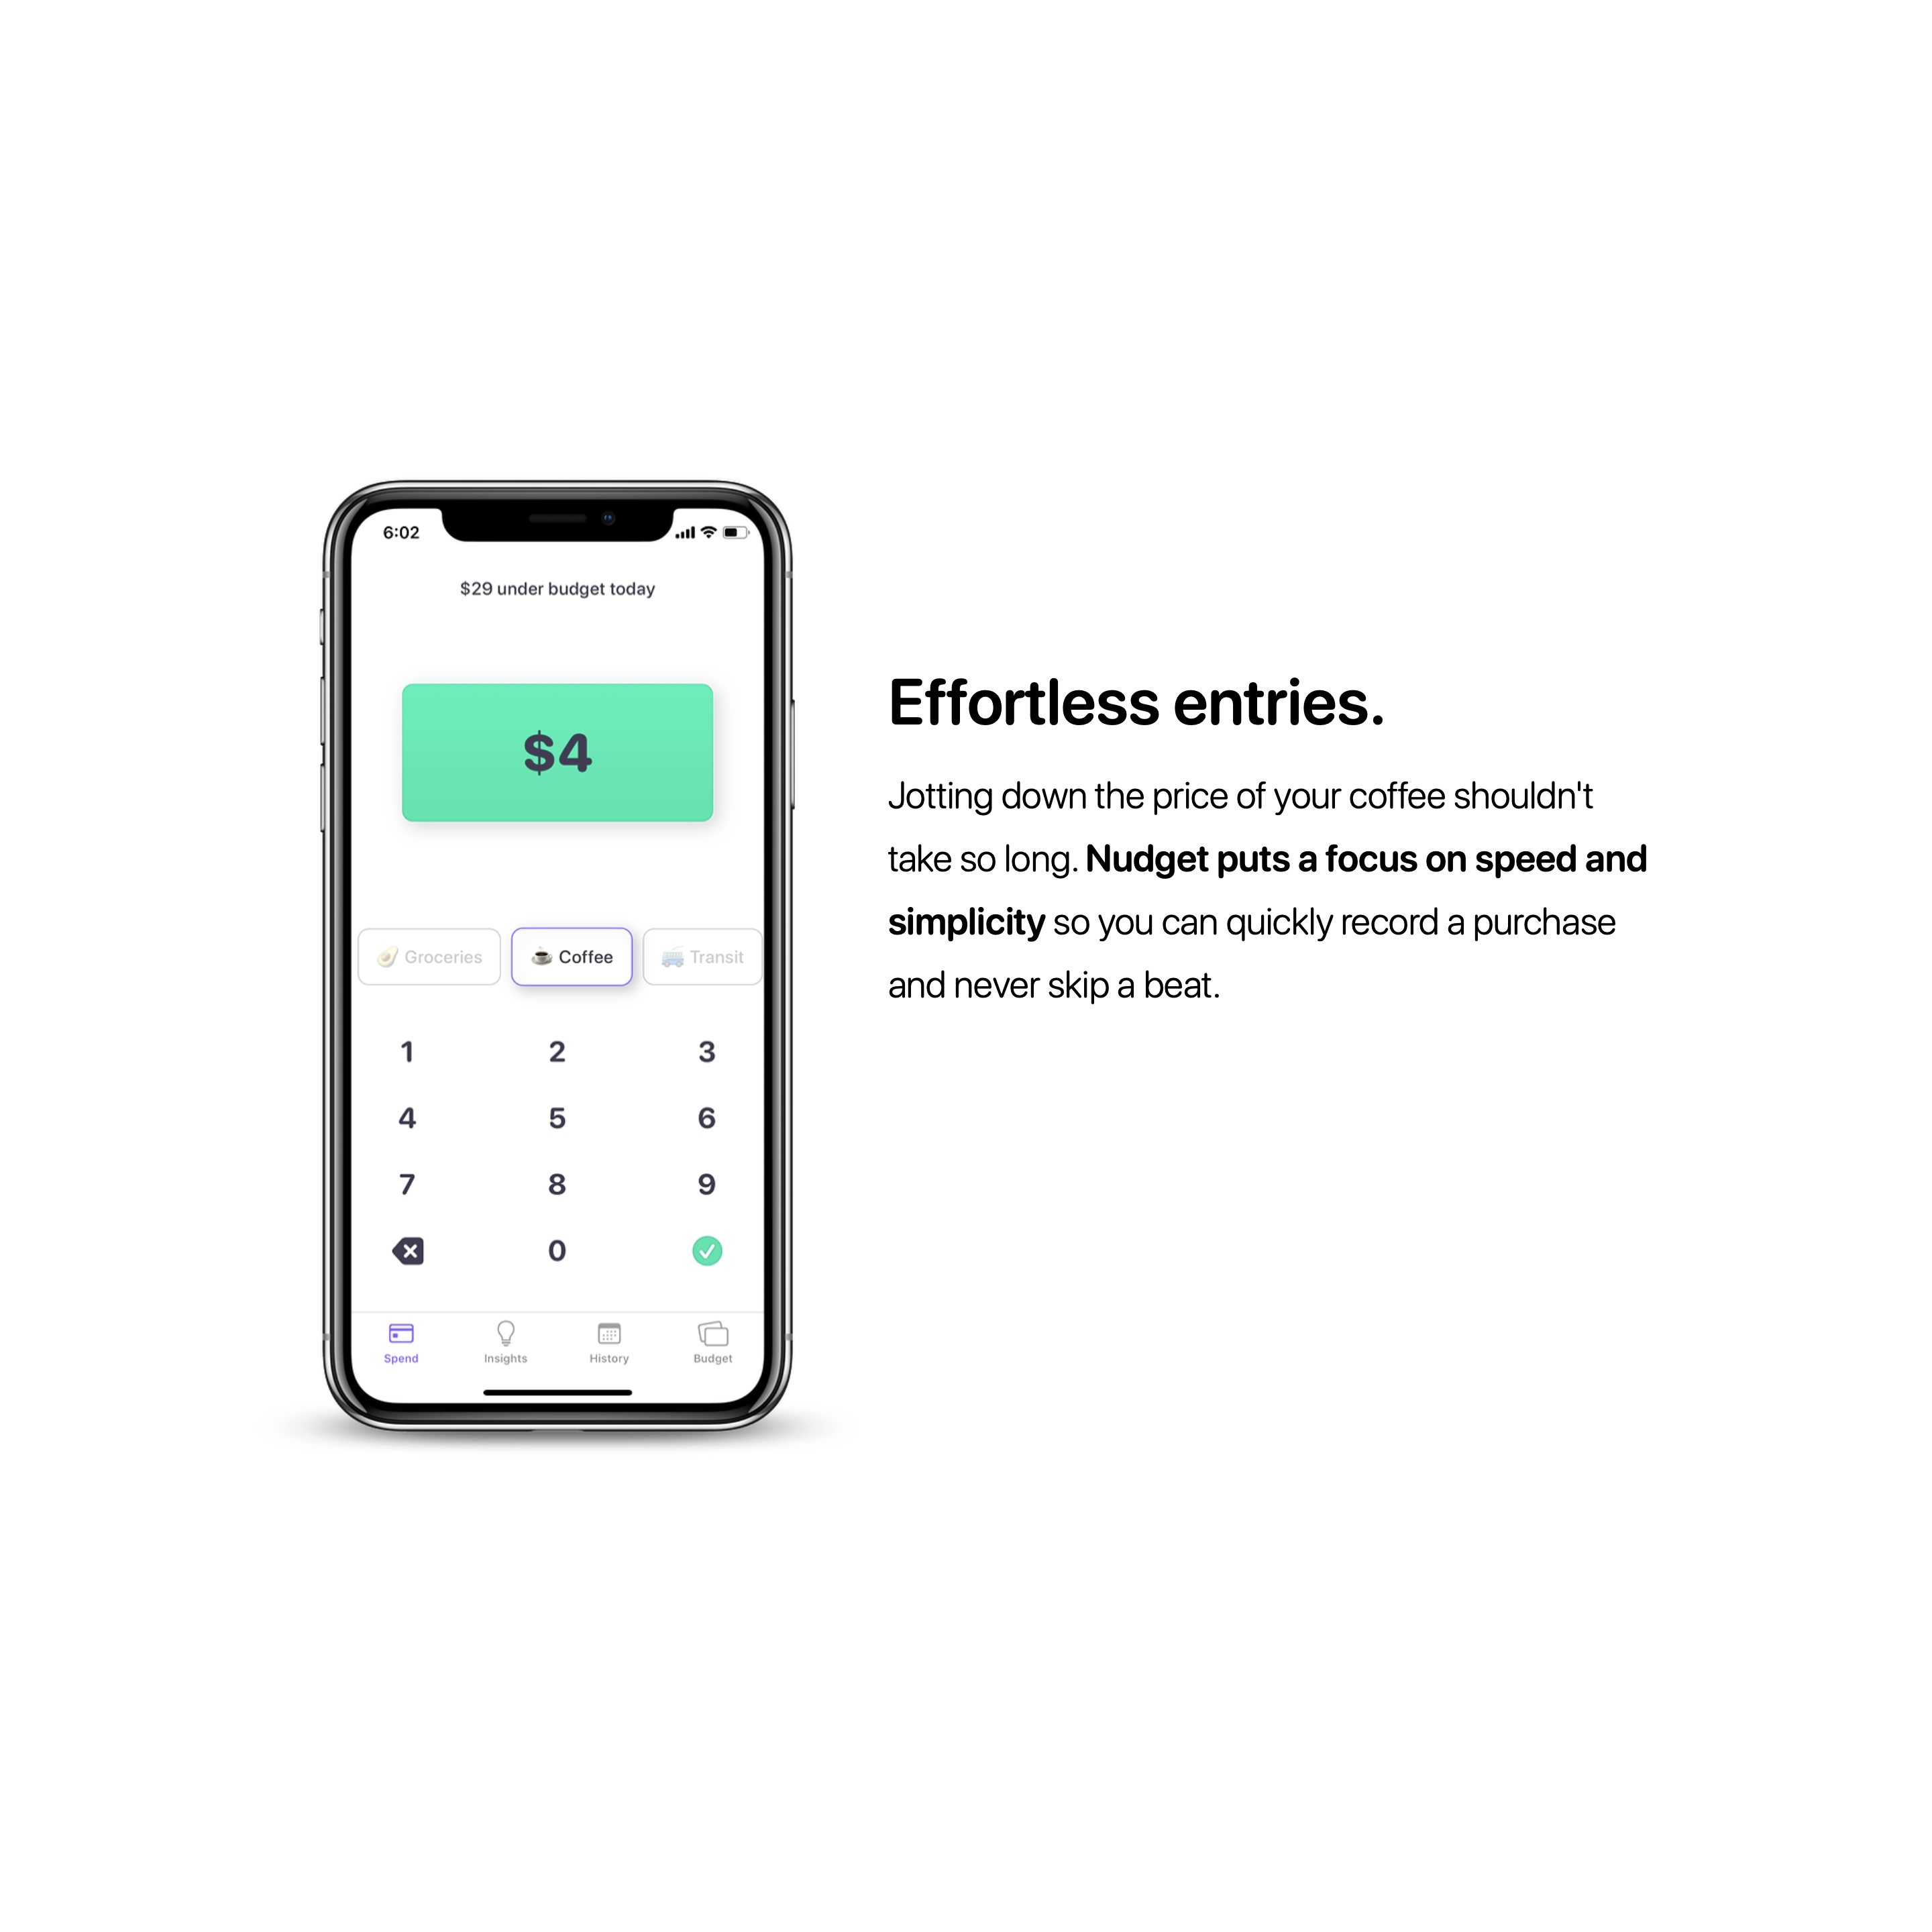 6:02
$29 under budget today
$4
Groceries
Coffee
Transit
1 2 3
4 5 6
7 8 9
0
Spend Insights History Budget
Effortless entries.
Jotting down the price of your coffee shouldn't
take so long. Nudget puts a focus on speed and
simplicity so you can quickly record a purchase
and never skip a beat.